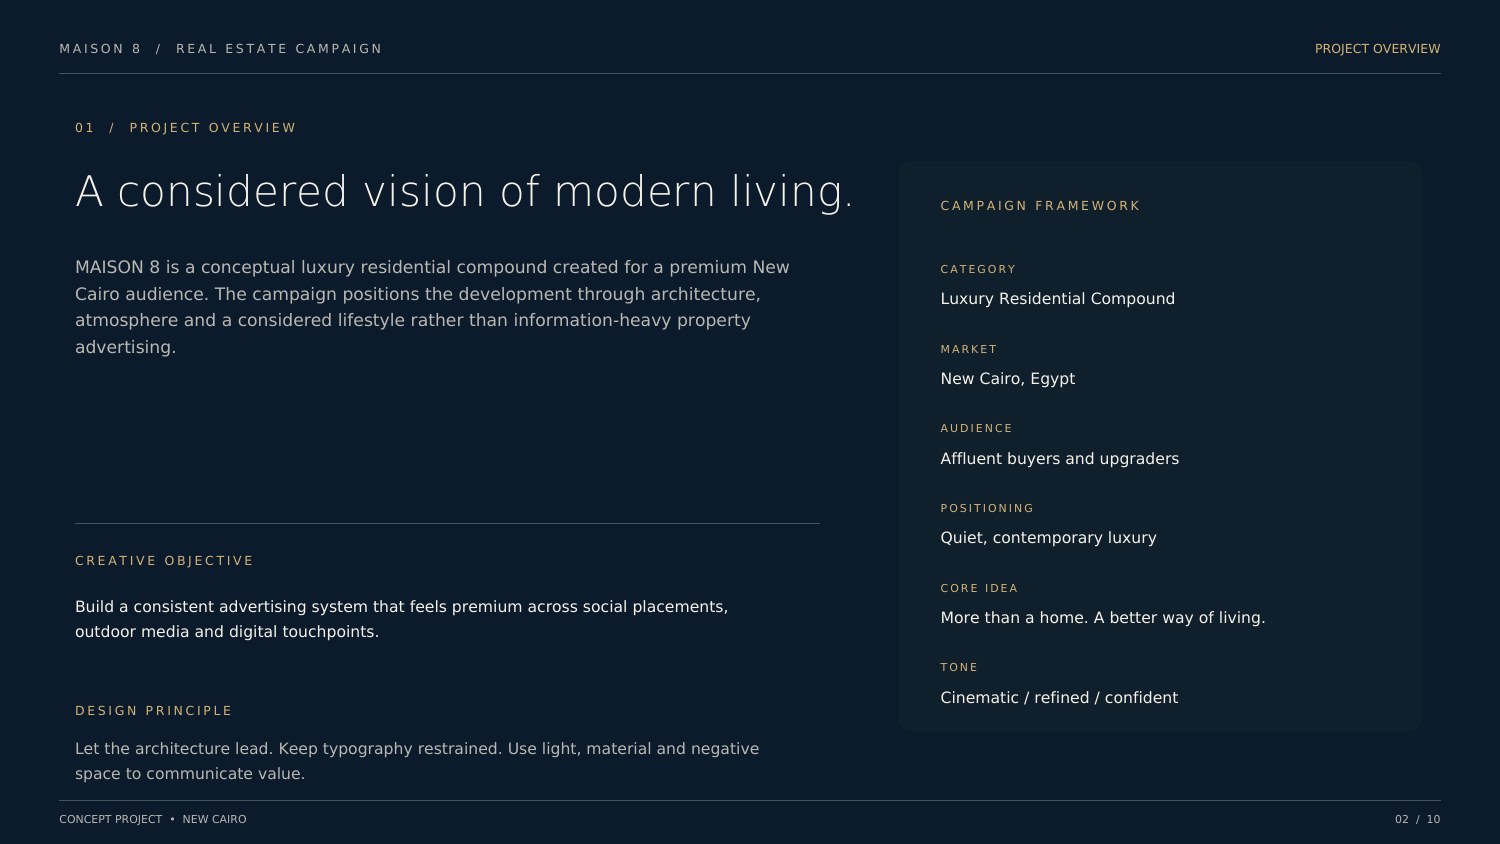 MAISON 8 / REAL ESTATE CAMPAIGN
PROJECT OVERVIEW
01 / PROJECT OVERVIEW
A considered vision of modern living.
MAISON 8 is a conceptual luxury residential compound created for a premium New
Cairo audience. The campaign positions the development through architecture,
atmosphere and a considered lifestyle rather than information-heavy property
advertising.
CREATIVE OBJECTIVE
Build a consistent advertising system that feels premium across social placements,
outdoor media and digital touchpoints.
DESIGN PRINCIPLE
Let the architecture lead. Keep typography restrained. Use light, material and negative
space to communicate value.
CAMPAIGN FRAMEWORK
CATEGORY
Luxury Residential Compound
MARKET
New Cairo, Egypt
AUDIENCE
Affluent buyers and upgraders
POSITIONING
Quiet, contemporary luxury
CORE IDEA
More than a home. A better way of living.
TONE
Cinematic / refined / confident
CONCEPT PROJECT • NEW CAIRO
02 / 10